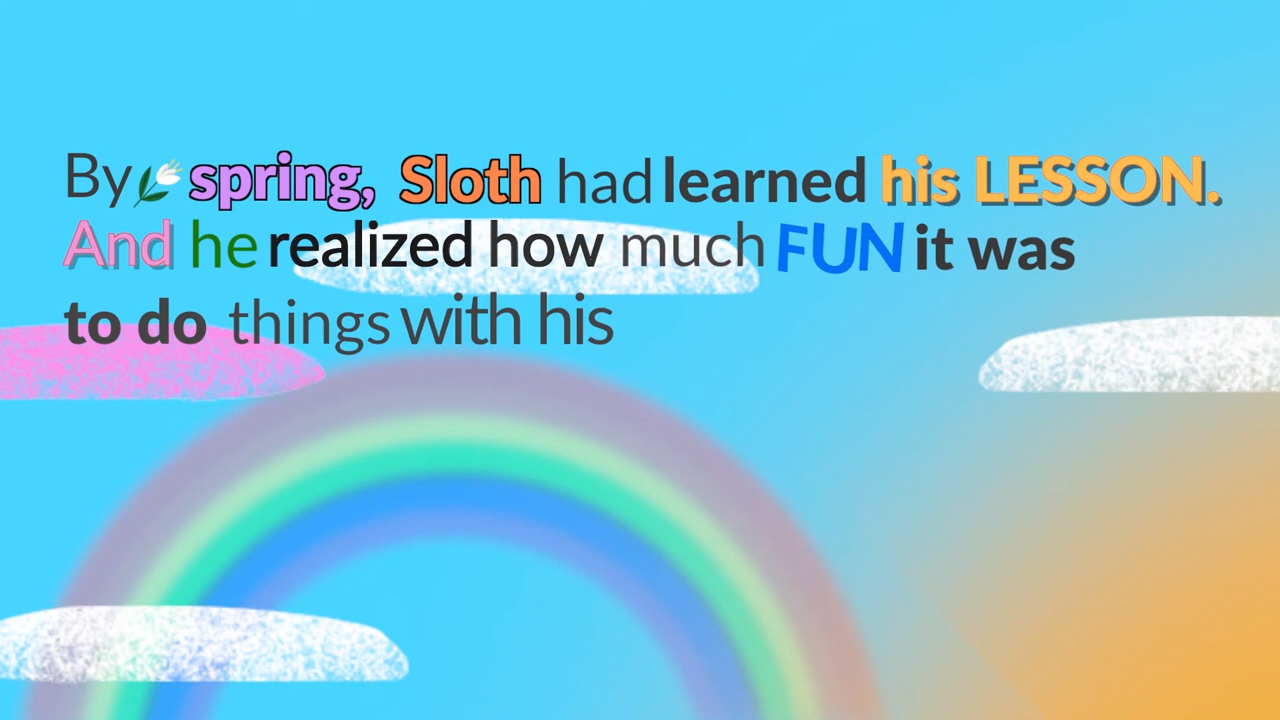 By spring, Sloth had learned his LESSON.
And he realized how much FUN it was
to do things with his